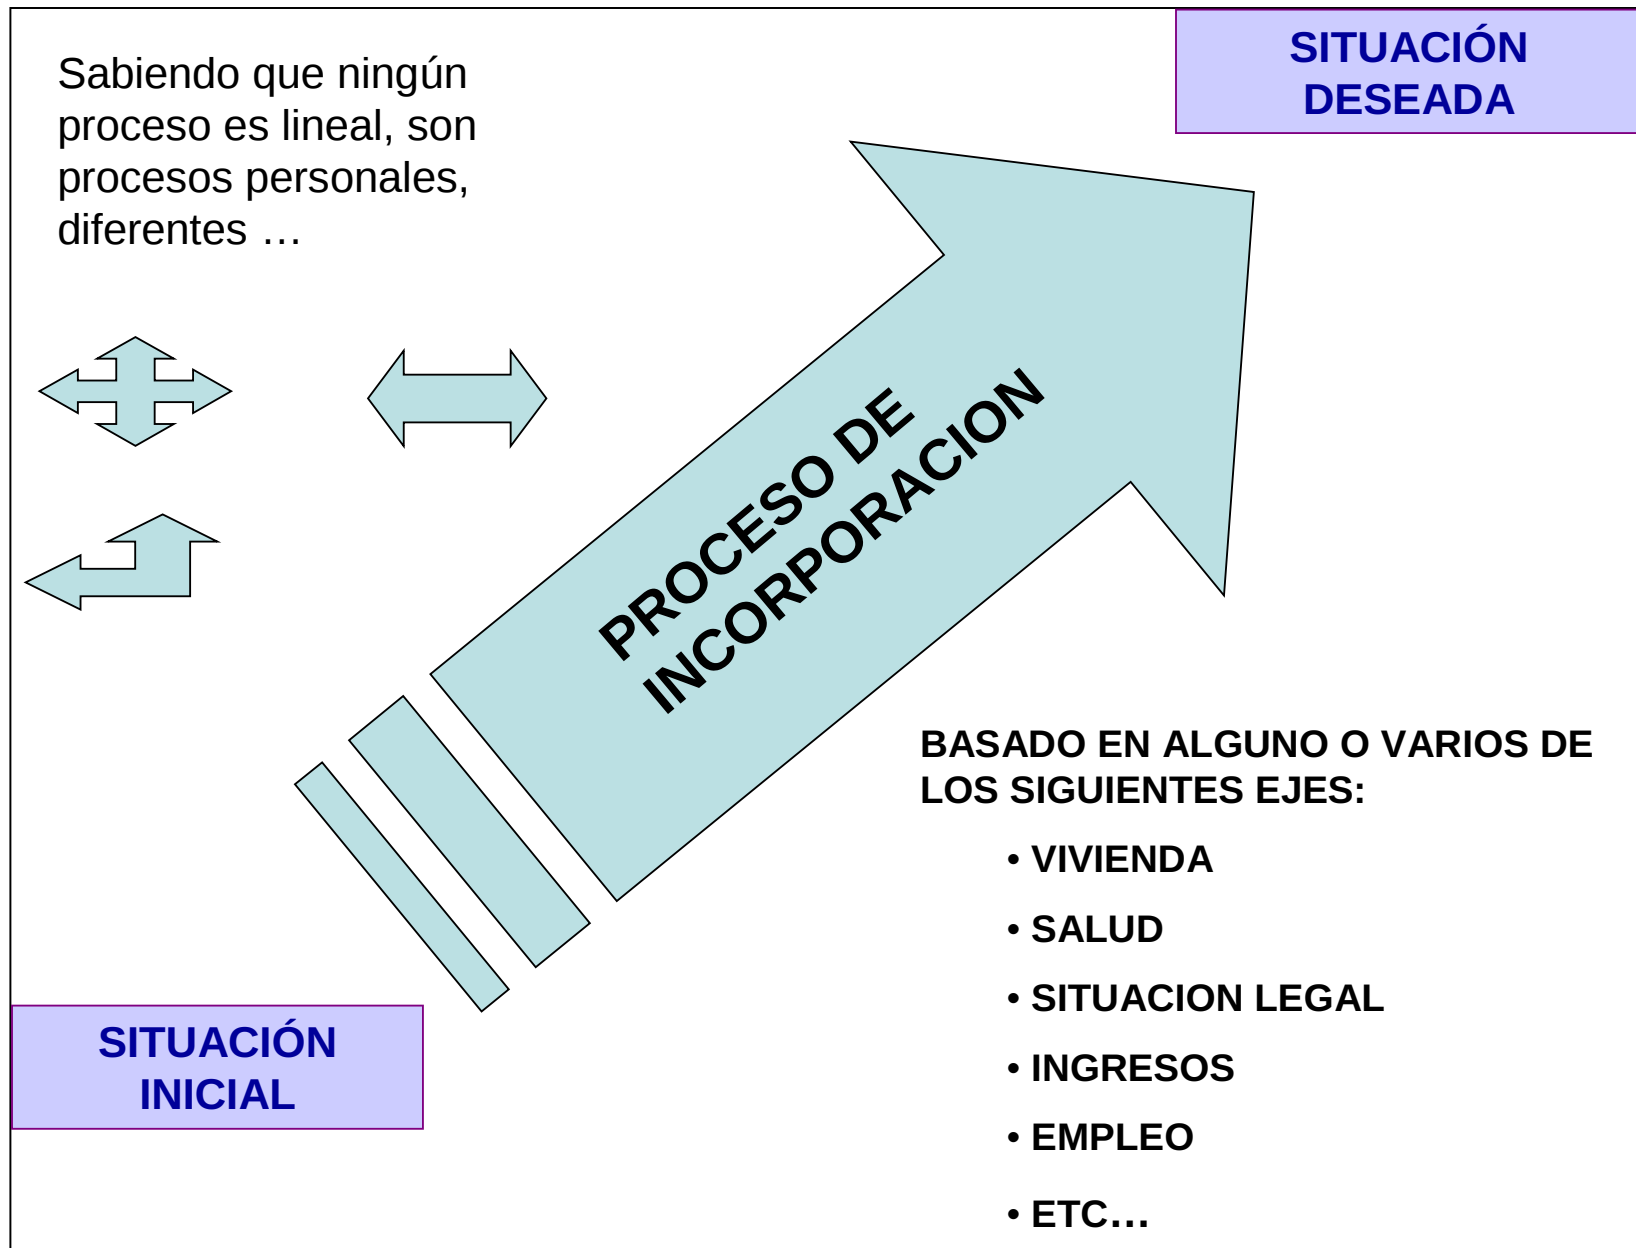 SITUACIÓN
DESEADA
Sabiendo que ningún
proceso es lineal, son
procesos personales,
diferentes …
PROCESO DE
INCORPORACION
BASADO EN ALGUNO O VARIOS DE
LOS SIGUIENTES EJES:
• VIVIENDA
• SALUD
• SITUACION LEGAL
• INGRESOS
• EMPLEO
• ETC…
SITUACIÓN
INICIAL